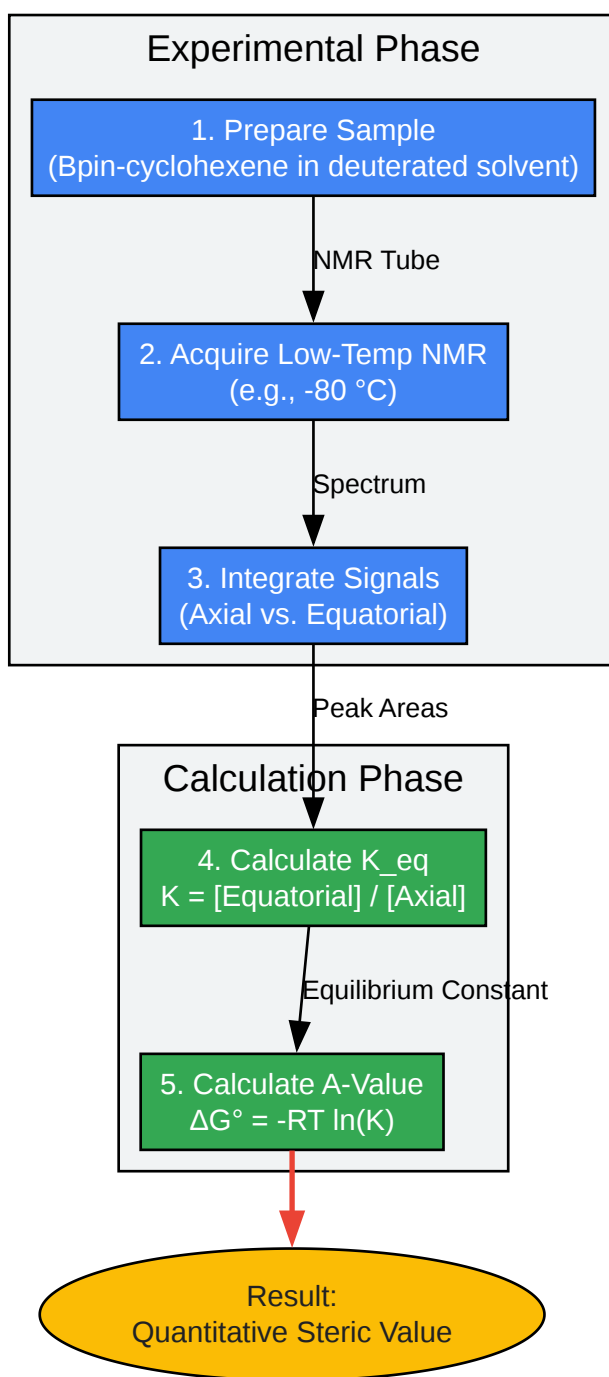 Experimental Phase
1. Prepare Sample
(Bpin-cyclohexene in deuterated solvent)
NMR Tube
2. Acquire Low-Temp NMR
(e.g., -80 °C)
Spectrum
3. Integrate Signals
(Axial vs. Equatorial)
Peak Areas
Calculation Phase
4. Calculate K_eq
K = [Equatorial] / [Axial]
Equilibrium Constant
5. Calculate A-Value
ΔG° = -RT ln(K)
Result:
Quantitative Steric Value